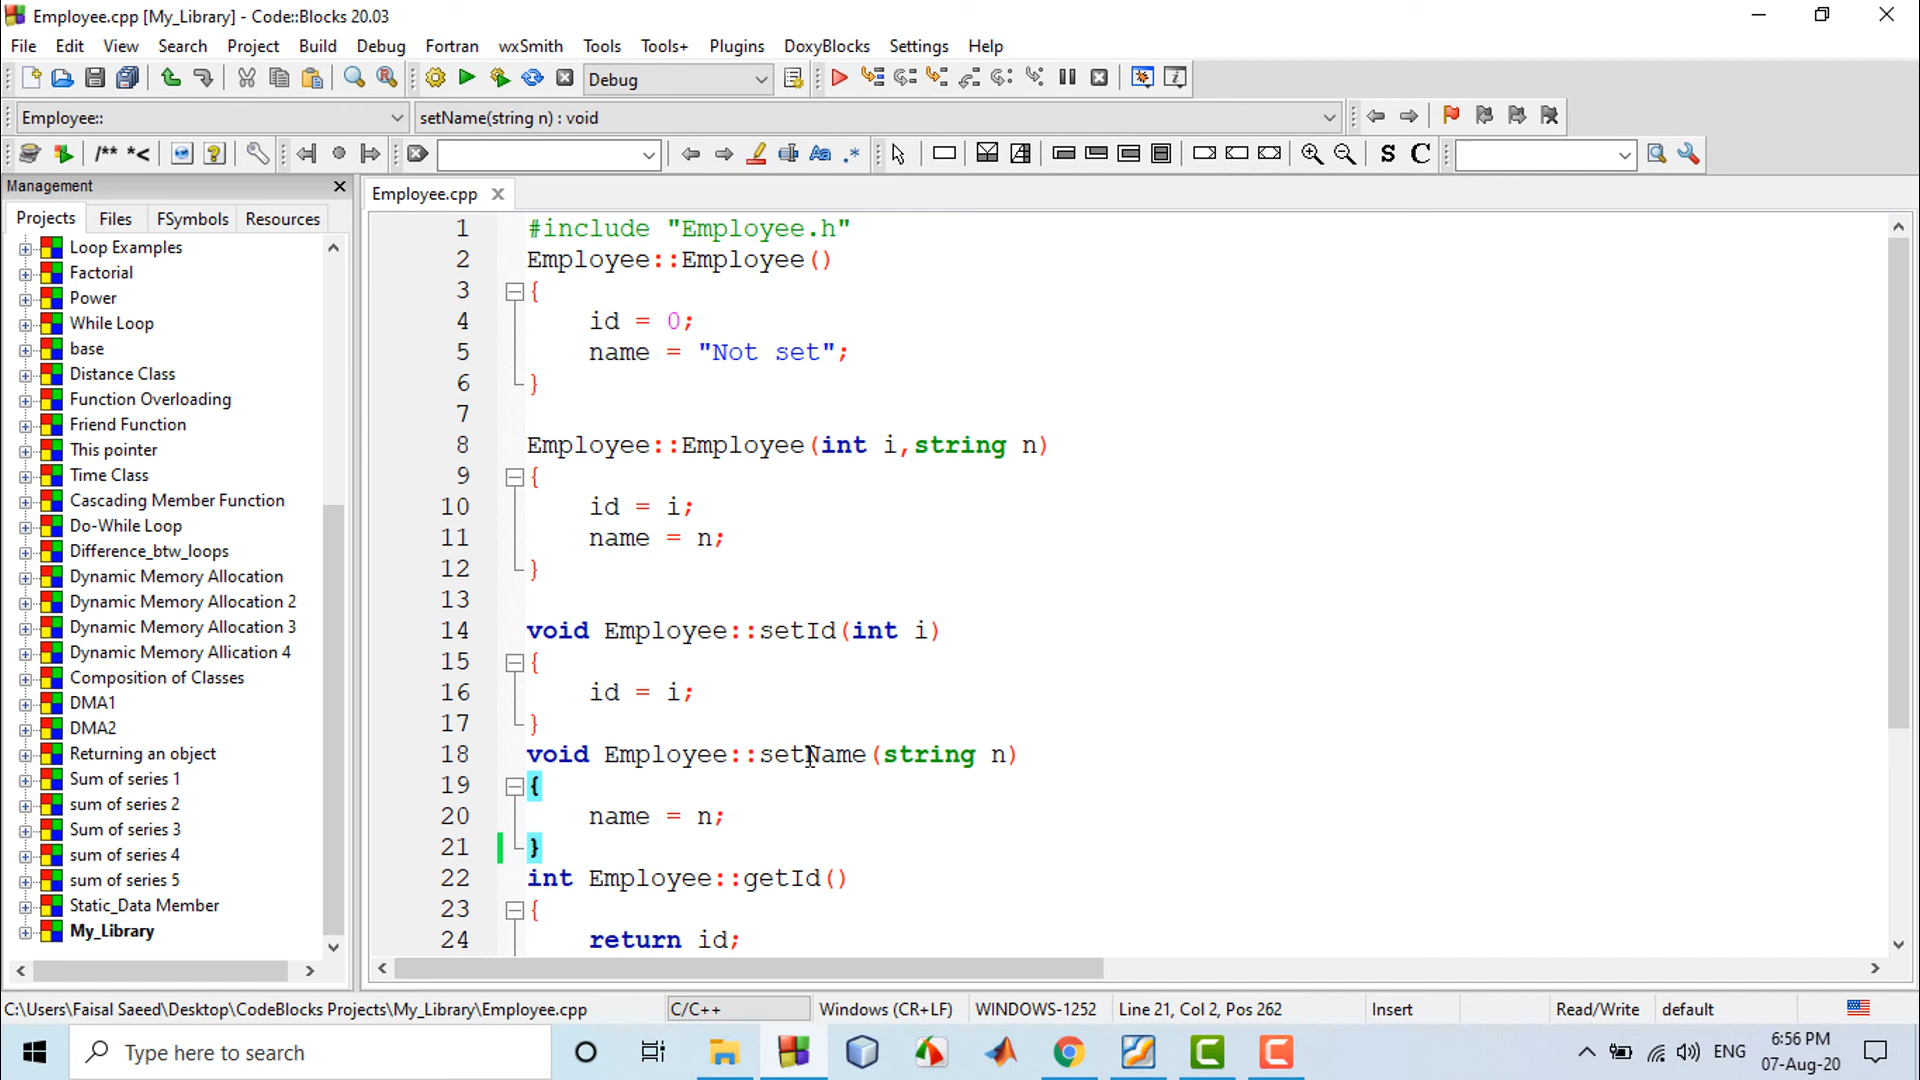 Employee.cpp [My_Library] - Code::Blocks 20.03
File Edit View Search Project Build Debug Fortran wxSmith Tools Tools+ Plugins DoxyBlocks Settings Help
Debug
Employee:: setName(string n) : void
/** *< Aa .* S C
Management
Projects Files FSymbols Resources
Loop Examples
Factorial
Power
While Loop
base
Distance Class
Function Overloading
Friend Function
This pointer
Time Class
Cascading Member Function
Do-While Loop
Difference_btw_loops
Dynamic Memory Allocation
Dynamic Memory Allocation 2
Dynamic Memory Allocation 3
Dynamic Memory Allication 4
Composition of Classes
DMA1
DMA2
Returning an object
Sum of series 1
sum of series 2
Sum of series 3
sum of series 4
sum of series 5
Static_Data Member
My_Library
Employee.cpp
1 #include "Employee.h"
2 Employee::Employee()
3 {
4 id = 0;
5 name = "Not set";
6 }
7
8 Employee::Employee(int i,string n)
9 {
10 id = i;
11 name = n;
12 }
13
14 void Employee::setId(int i)
15 {
16 id = i;
17 }
18 void Employee::setName(string n)
19 {
20 name = n;
21 }
22 int Employee::getId()
23 {
24 return id;
C:\Users\Faisal Saeed\Desktop\CodeBlocks Projects\My_Library\Employee.cpp C/C++ Windows (CR+LF) WINDOWS-1252 Line 21, Col 2, Pos 262 Insert Read/Write default
Type here to search
ENG
6:56 PM
07-Aug-20